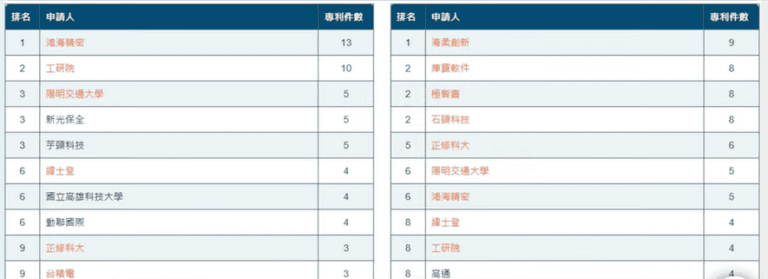 排名 申請人 專利件數
1 鴻海精密 13
2 工研院 10
3 陽明交通大學 5
3 新光保全 5
3 芋頭科技 5
6 緯士登 4
6 國立高雄科技大學 4
6 動聯國際 4
9 正修科大 3
9 台積電 3
排名 申請人 專利件數
1 海柔創新 9
2 庫寶軟件 8
2 極智嘉 8
2 石頭科技 8
5 正修科大 6
6 陽明交通大學 5
6 鴻海精密 5
8 緯士登 4
8 工研院 4
8 高通 4